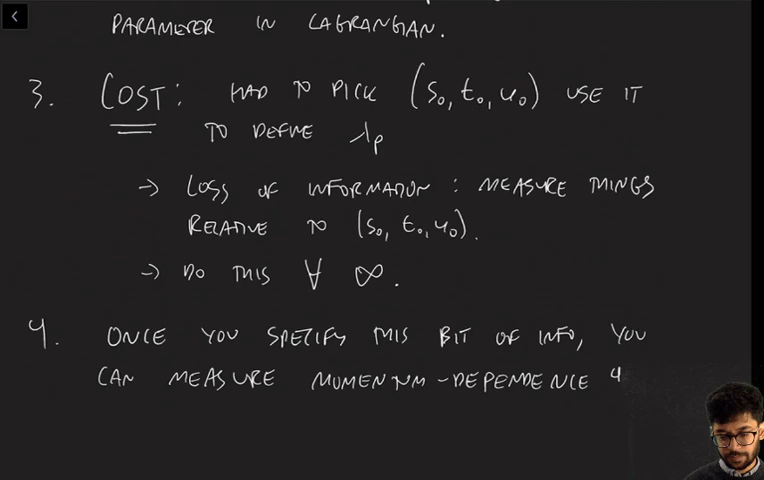 PARAMETER IN LAGRANGIAN.
3. COST: HAD TO PICK (s₀, t₀, u₀) USE IT
TO DEFINE λp
→ LOSS OF INFORMATION : MEASURE THINGS
RELATIVE TO (s₀, t₀, u₀).
→ DO THIS ∀ ∞.
4. ONCE YOU SPECIFY THIS BIT OF INFO, YOU
CAN MEASURE MOMENTUM-DEPENDENCE